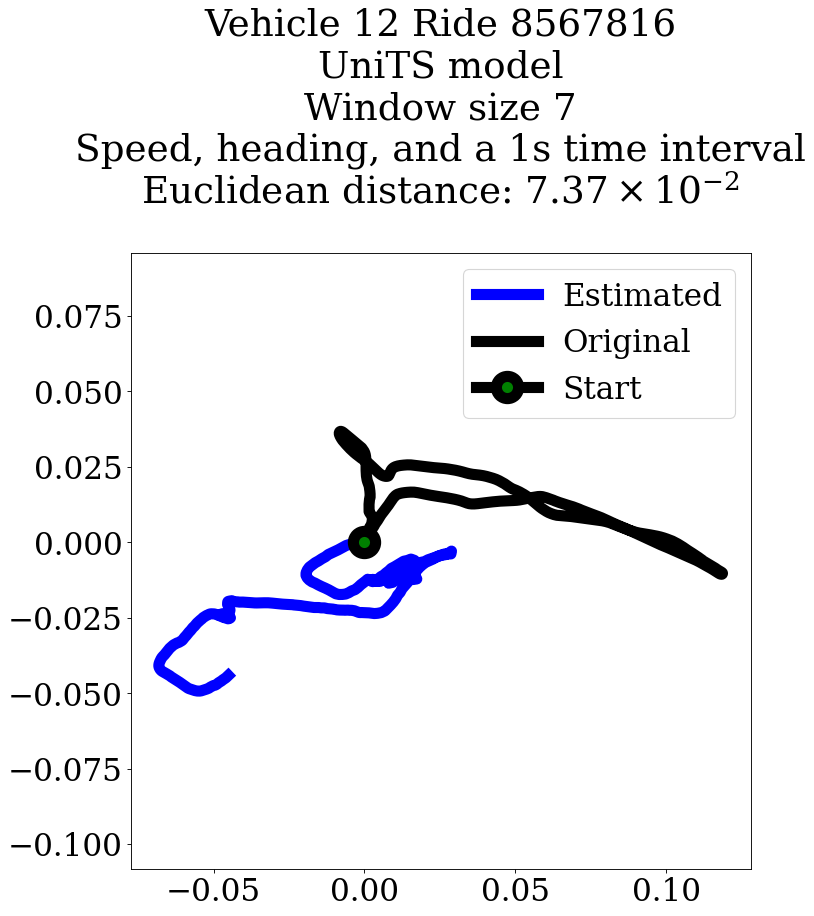 Vehicle 12 Ride 8567816
UniTS model
Window size 7
Speed, heading, and a 1s time interval
Euclidean distance: 7.37 × 10⁻²
Estimated
Original
Start
0.075
0.050
0.025
0.000
−0.025
−0.050
−0.075
−0.100
−0.05 0.00 0.05 0.10